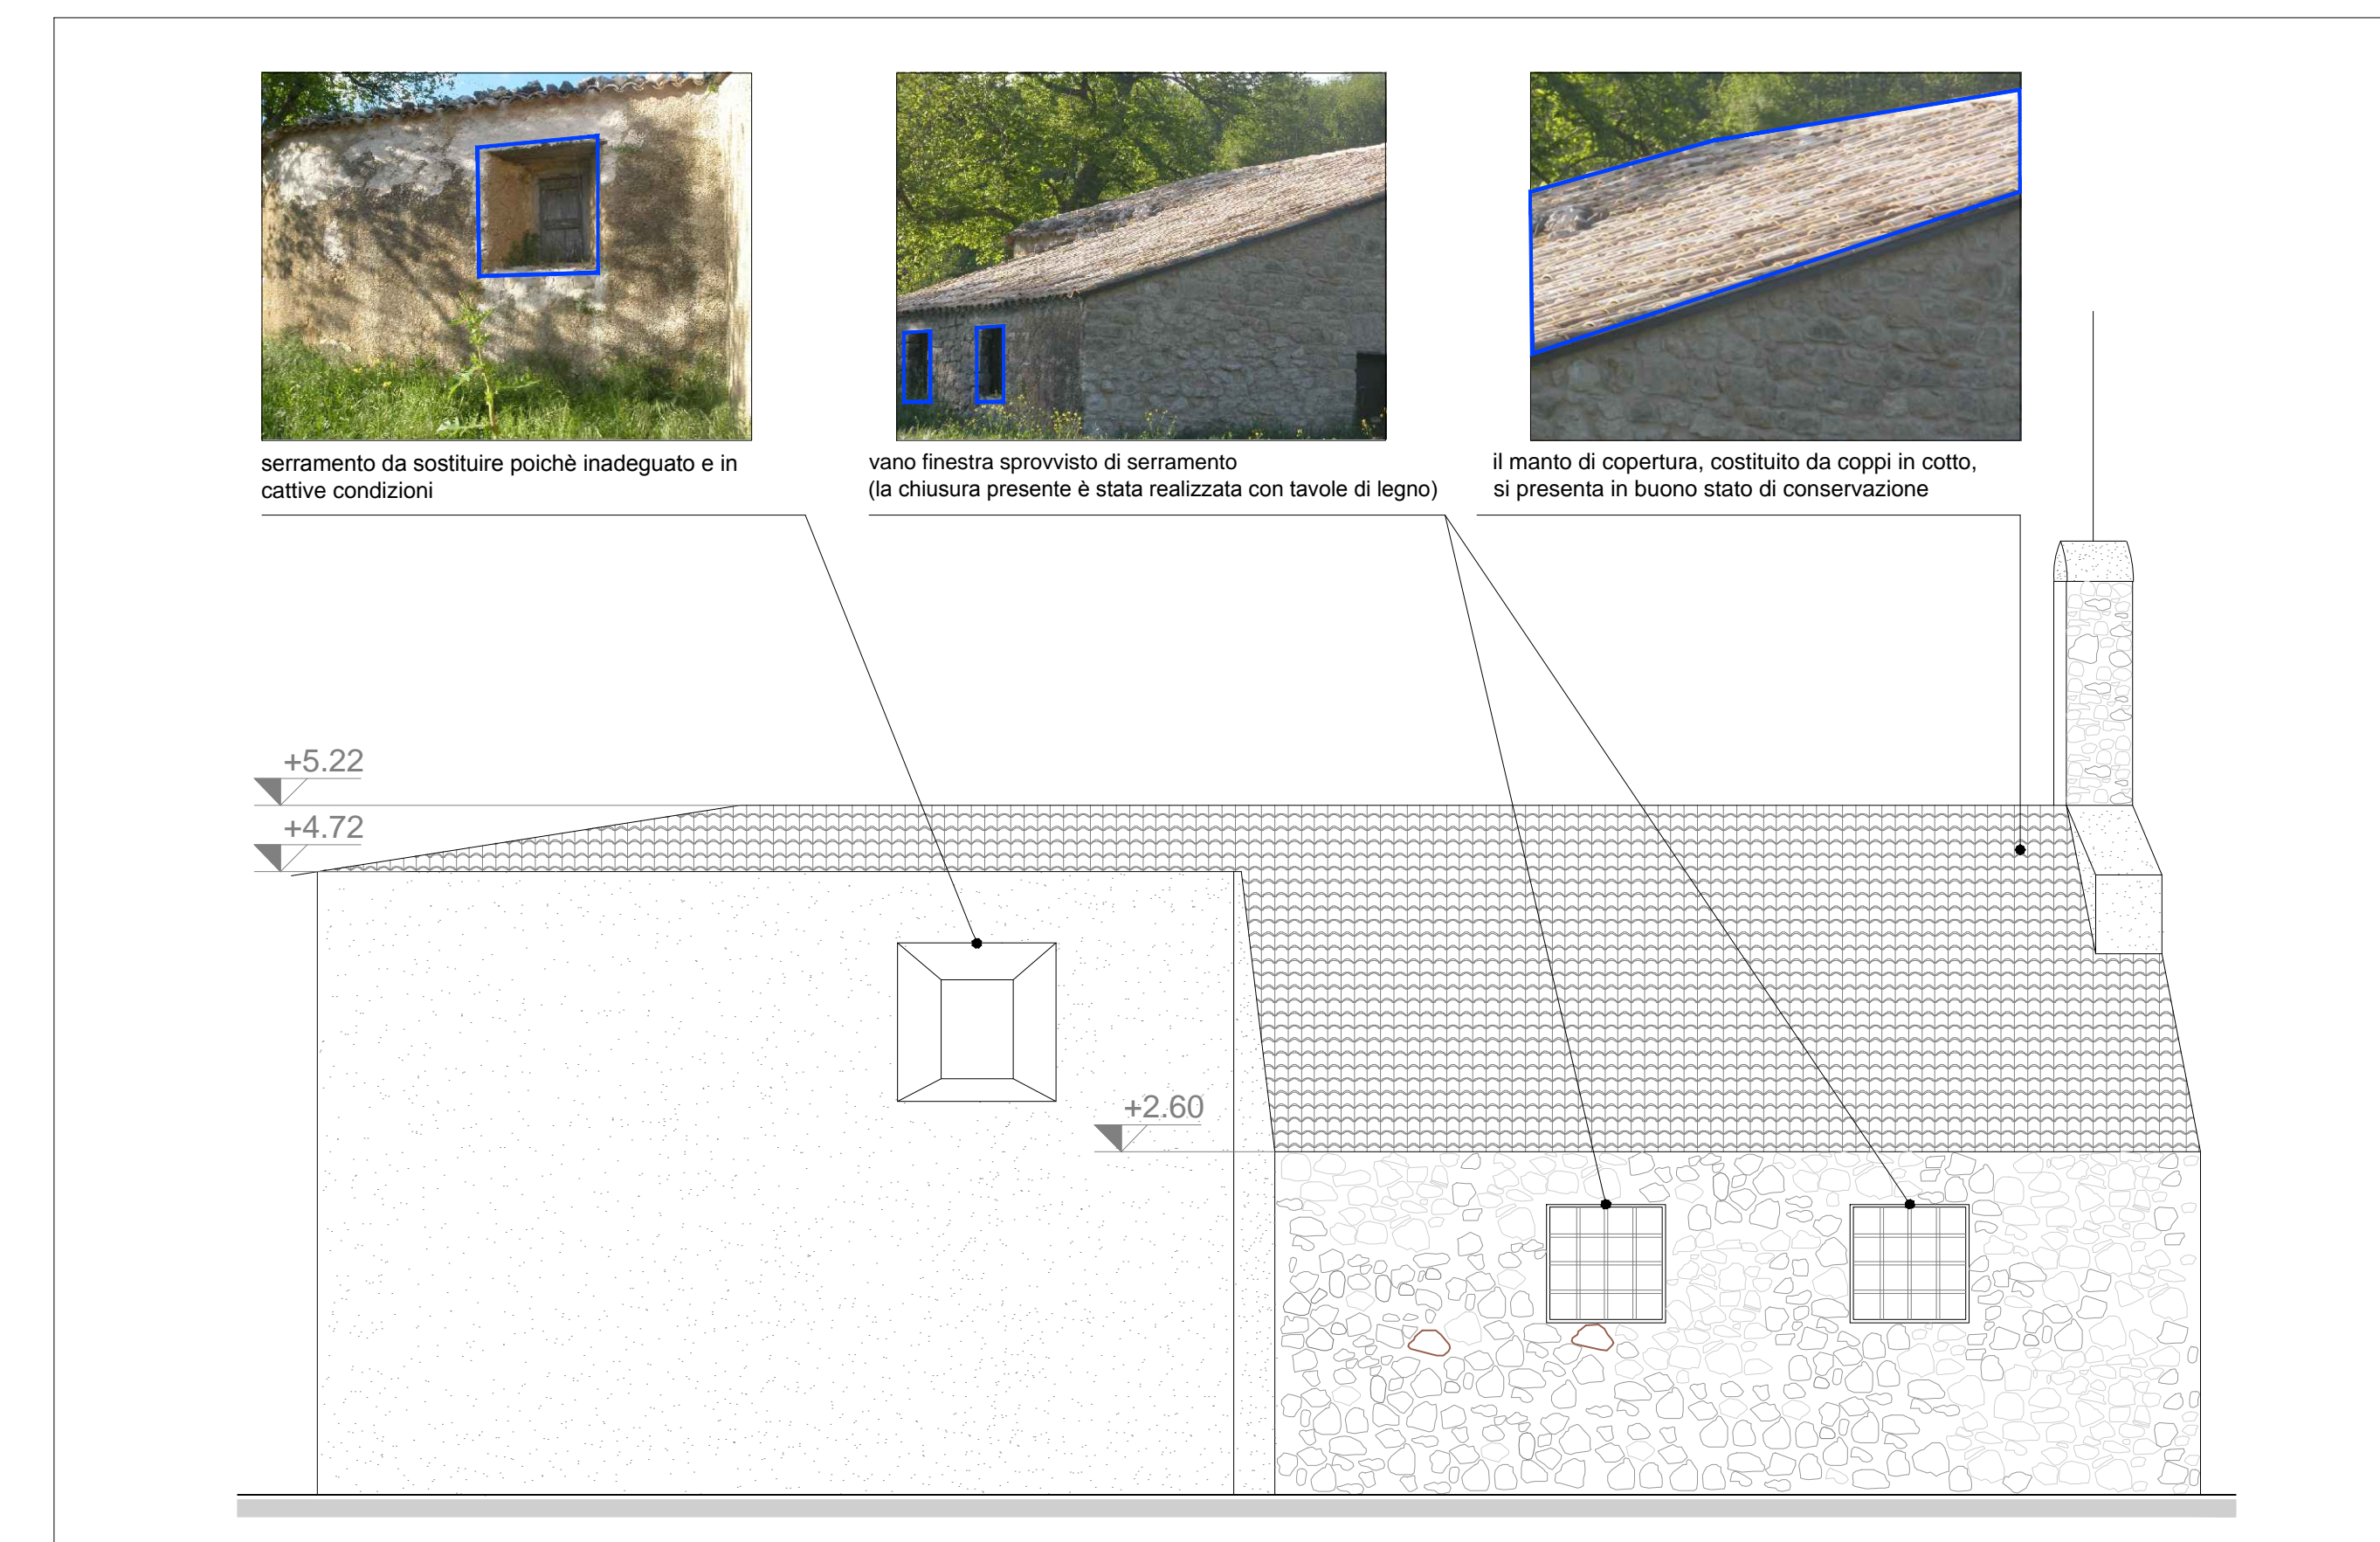 serramento da sostituire poichè inadeguato e in
cattive condizioni
vano finestra sprovvisto di serramento
(la chiusura presente è stata realizzata con tavole di legno)
il manto di copertura, costituito da coppi in cotto,
si presenta in buono stato di conservazione
+5.22
+4.72
+2.60